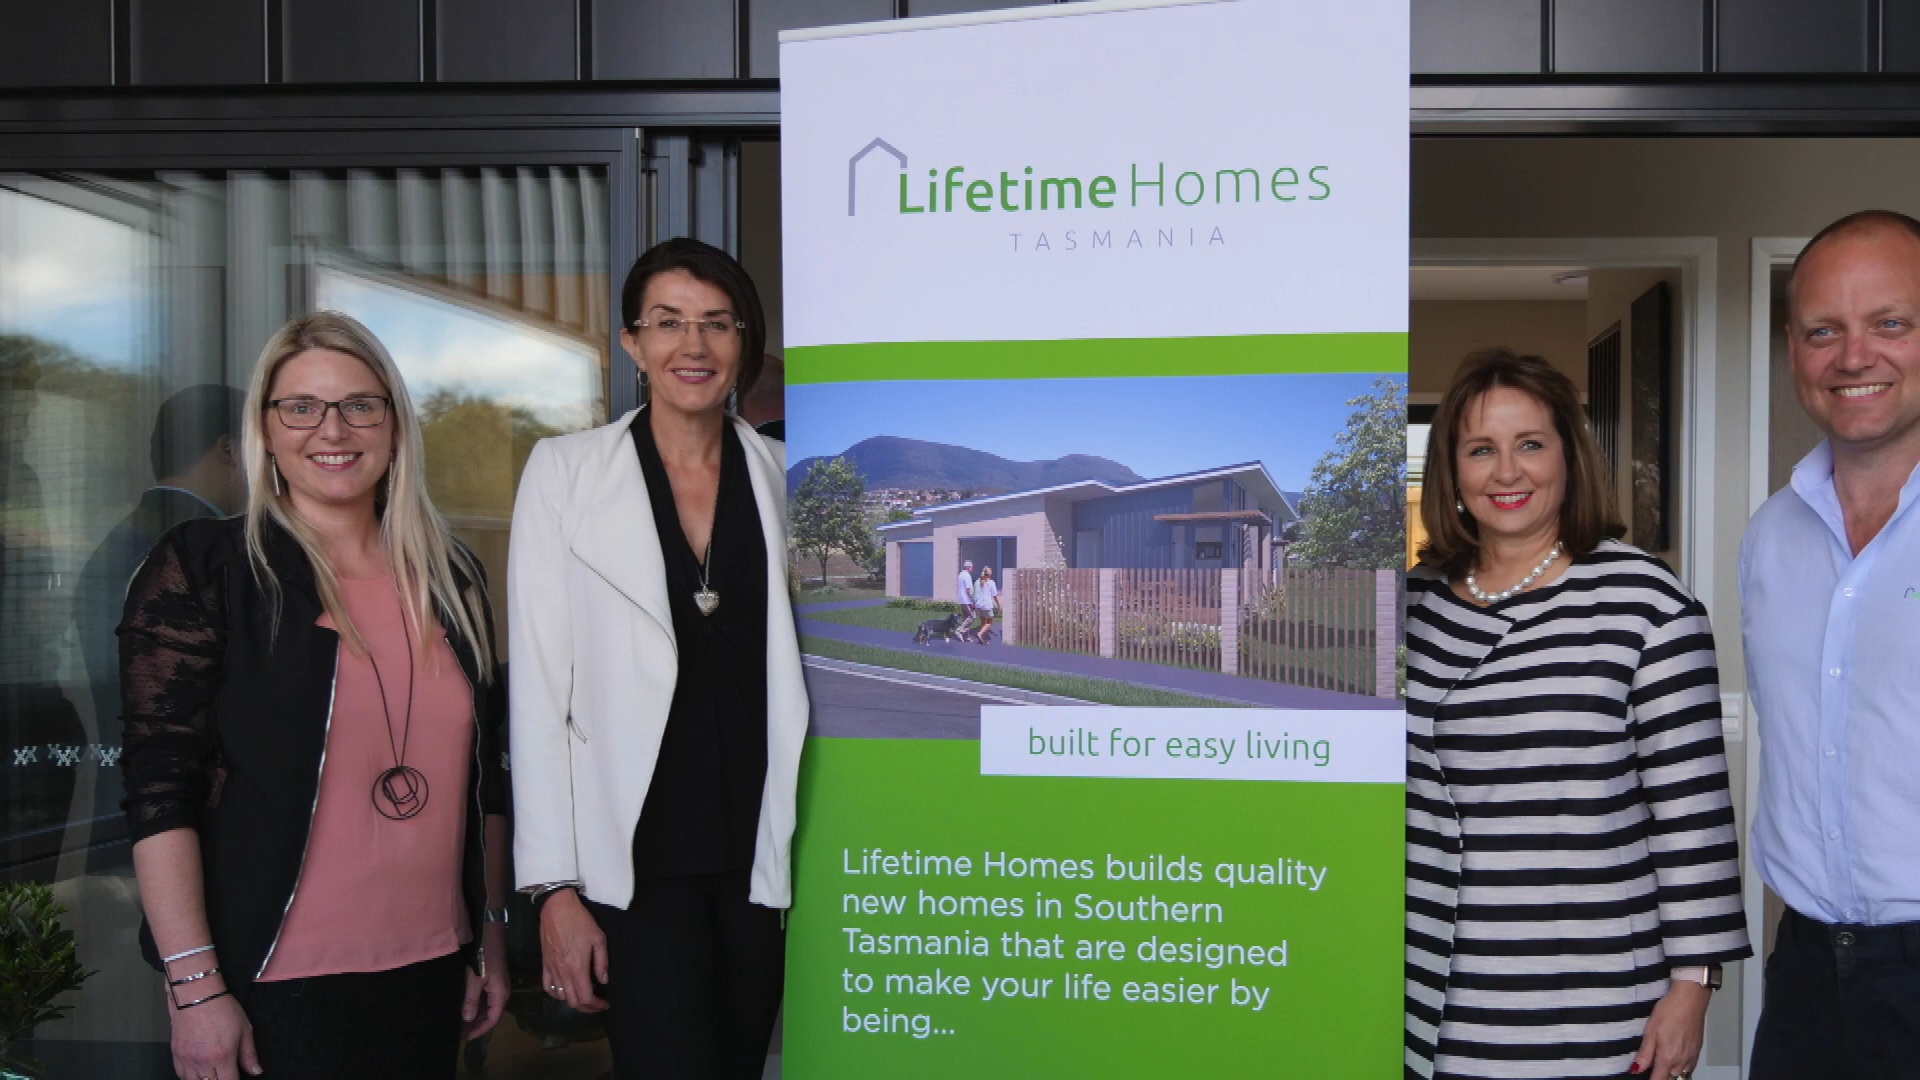 Lifetime Homes
TASMANIA
built for easy living
Lifetime Homes builds quality
new homes in Southern
Tasmania that are designed
to make your life easier by
being...